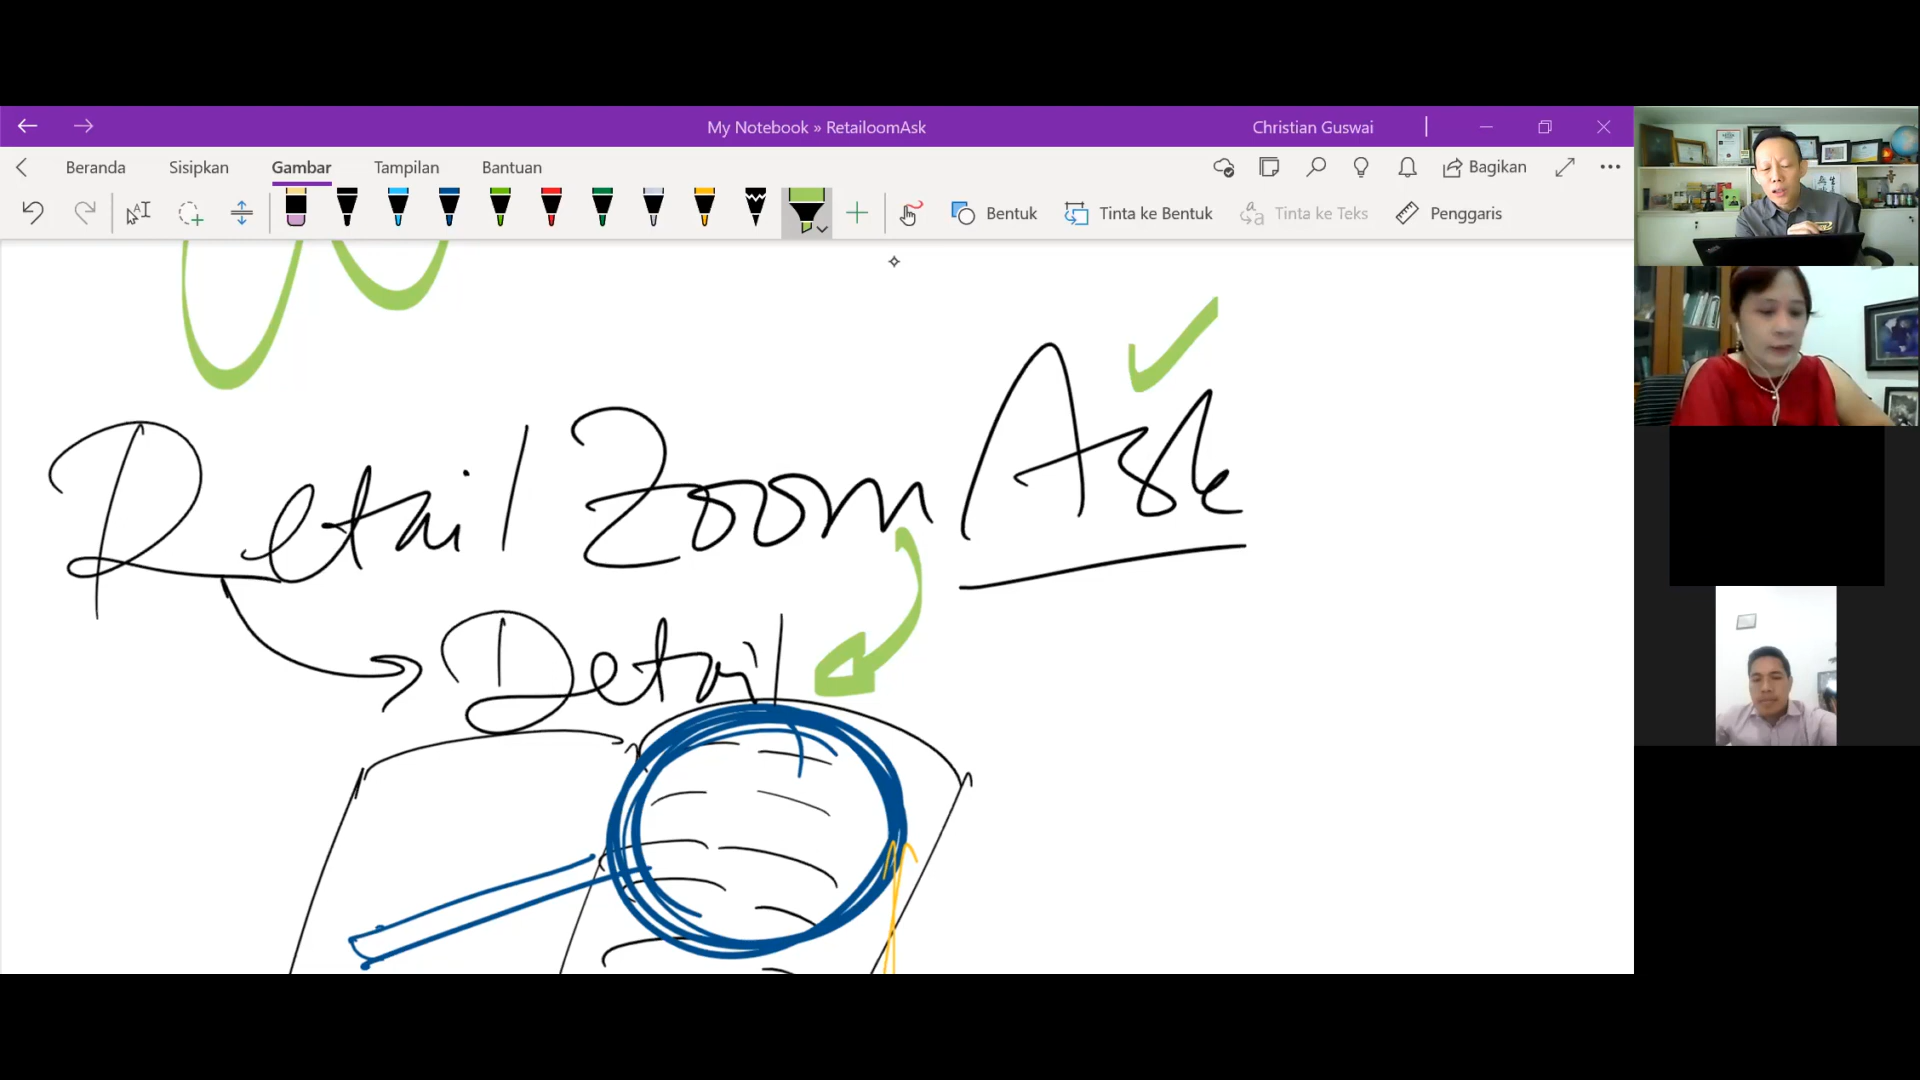 My Notebook » RetailoomAsk
Christian Guswai
Beranda Sisipkan Gambar Tampilan Bantuan
Bagikan
Bentuk Tinta ke Bentuk Tinta ke Teks Penggaris
Retail Zoom Ask
Detail